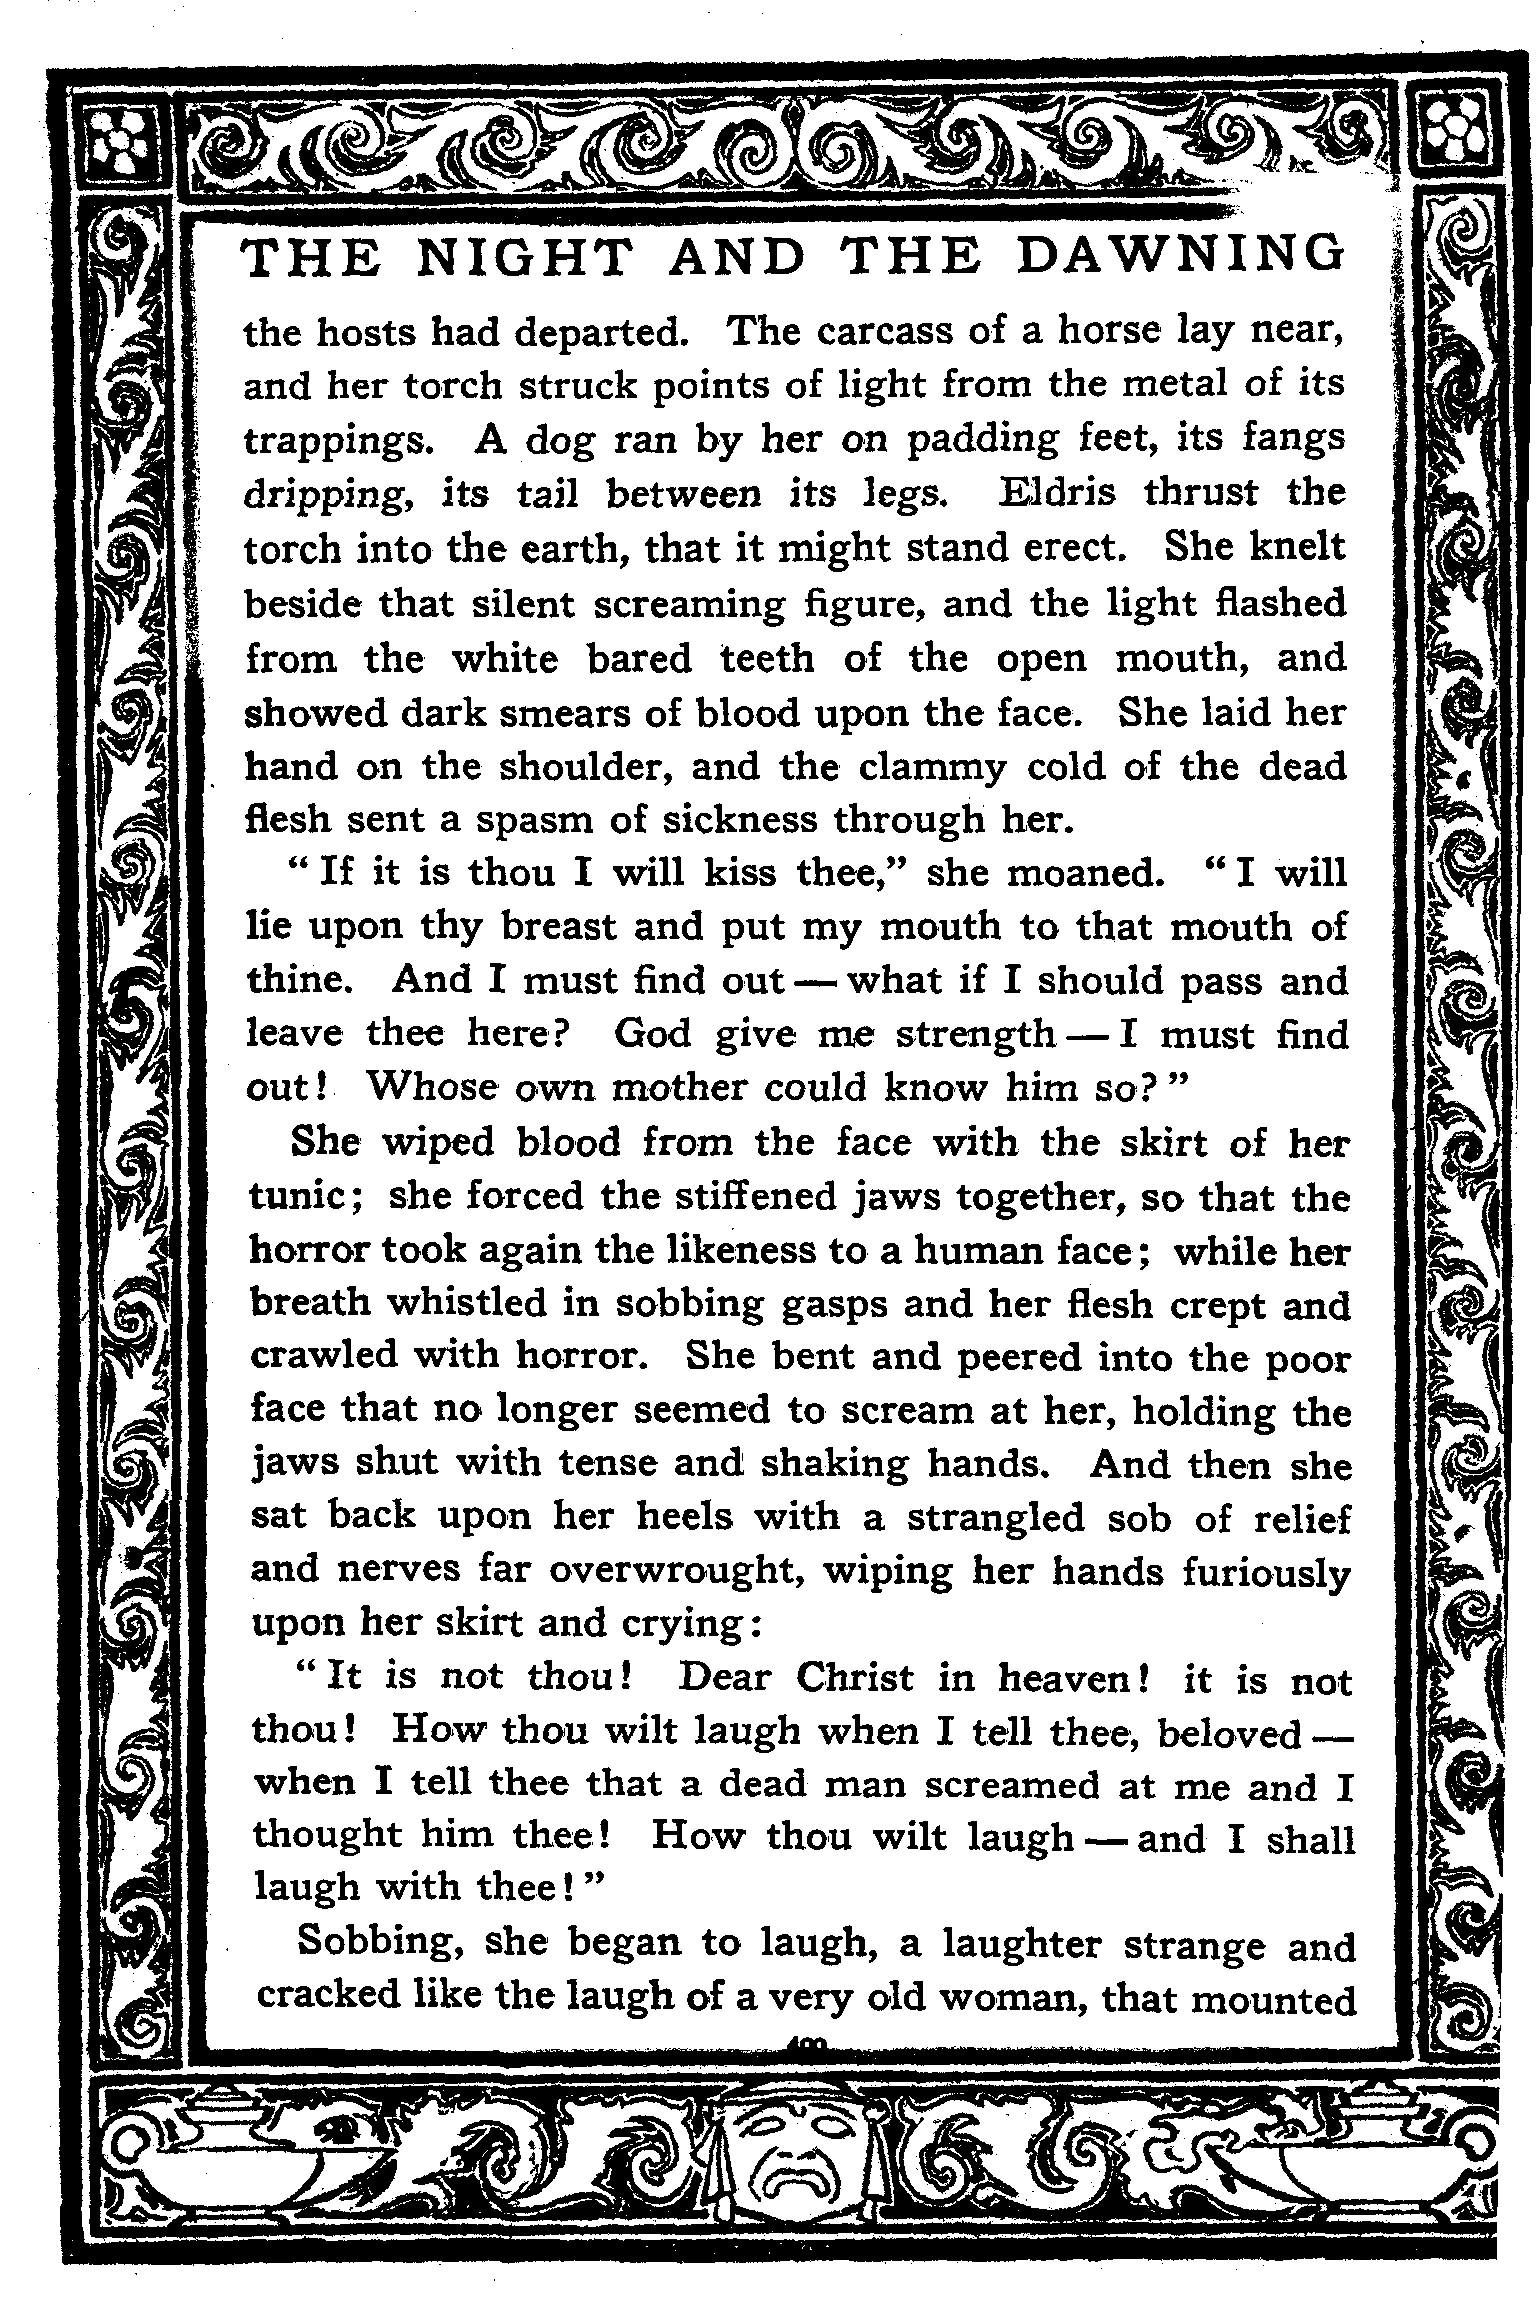 THE NIGHT AND THE DAWNING
the hosts had departed. The carcass of a horse lay near,
and her torch struck points of light from the metal of its
trappings. A dog ran by her on padding feet, its fangs
dripping, its tail between its legs. Eldris thrust the
torch into the earth, that it might stand erect. She knelt
beside that silent screaming figure, and the light flashed
from the white bared teeth of the open mouth, and
showed dark smears of blood upon the face. She laid her
hand on the shoulder, and the clammy cold of the dead
flesh sent a spasm of sickness through her.
“If it is thou I will kiss thee,” she moaned. “I will
lie upon thy breast and put my mouth to that mouth of
thine. And I must find out — what if I should pass and
leave thee here? God give me strength — I must find
out! Whose own mother could know him so?”
She wiped blood from the face with the skirt of her
tunic; she forced the stiffened jaws together, so that the
horror took again the likeness to a human face; while her
breath whistled in sobbing gasps and her flesh crept and
crawled with horror. She bent and peered into the poor
face that no longer seemed to scream at her, holding the
jaws shut with tense and shaking hands. And then she
sat back upon her heels with a strangled sob of relief
and nerves far overwrought, wiping her hands furiously
upon her skirt and crying:
“It is not thou! Dear Christ in heaven! it is not
thou! How thou wilt laugh when I tell thee, beloved —
when I tell thee that a dead man screamed at me and I
thought him thee! How thou wilt laugh — and I shall
laugh with thee!”
Sobbing, she began to laugh, a laughter strange and
cracked like the laugh of a very old woman, that mounted